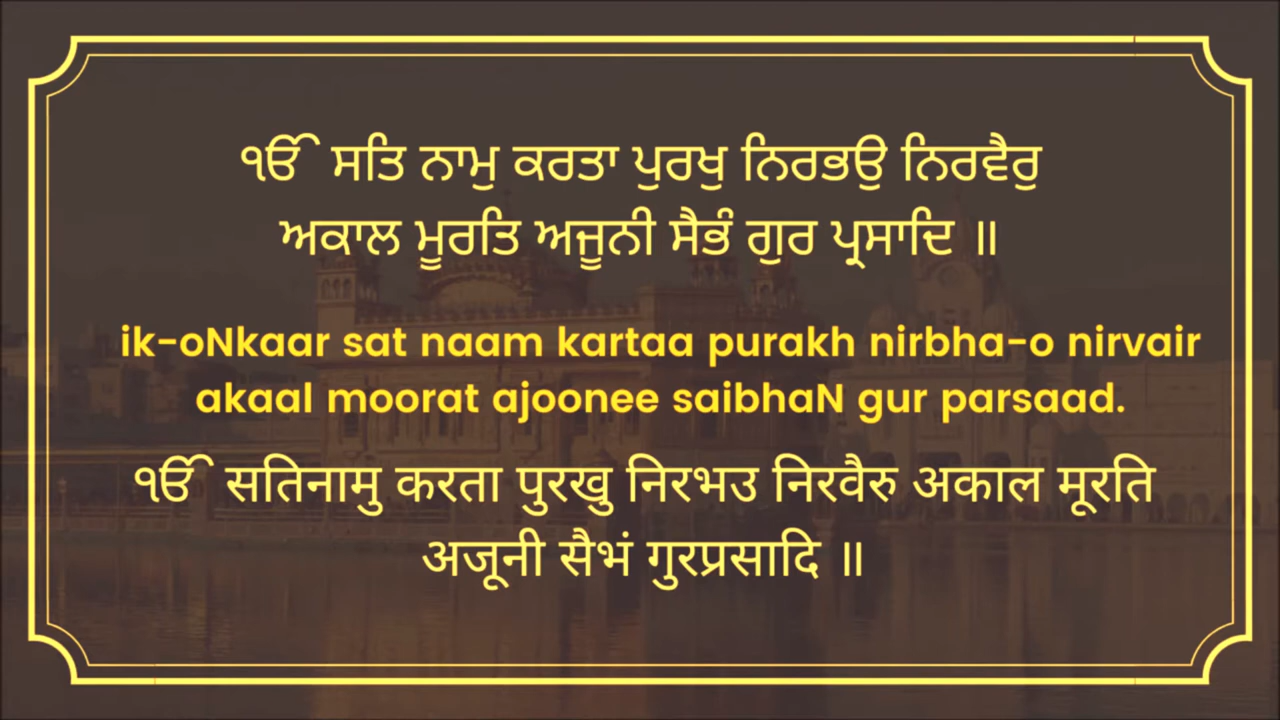 ੴ ਸਤਿ ਨਾਮੁ ਕਰਤਾ ਪੁਰਖੁ ਨਿਰਭਉ ਨਿਰਵੈਰੁ
ਅਕਾਲ ਮੂਰਤਿ ਅਜੂਨੀ ਸੈਭੰ ਗੁਰ ਪ੍ਰਸਾਦਿ ॥
ik-oNkaar sat naam kartaa purakh nirbha-o nirvair
akaal moorat ajoonee saibhaN gur parsaad.
ੴ सतिनामु करता पुरखु निरभउ निरवैरु अकाल मूरति
अजूनी सैभं गुरप्रसादि ॥